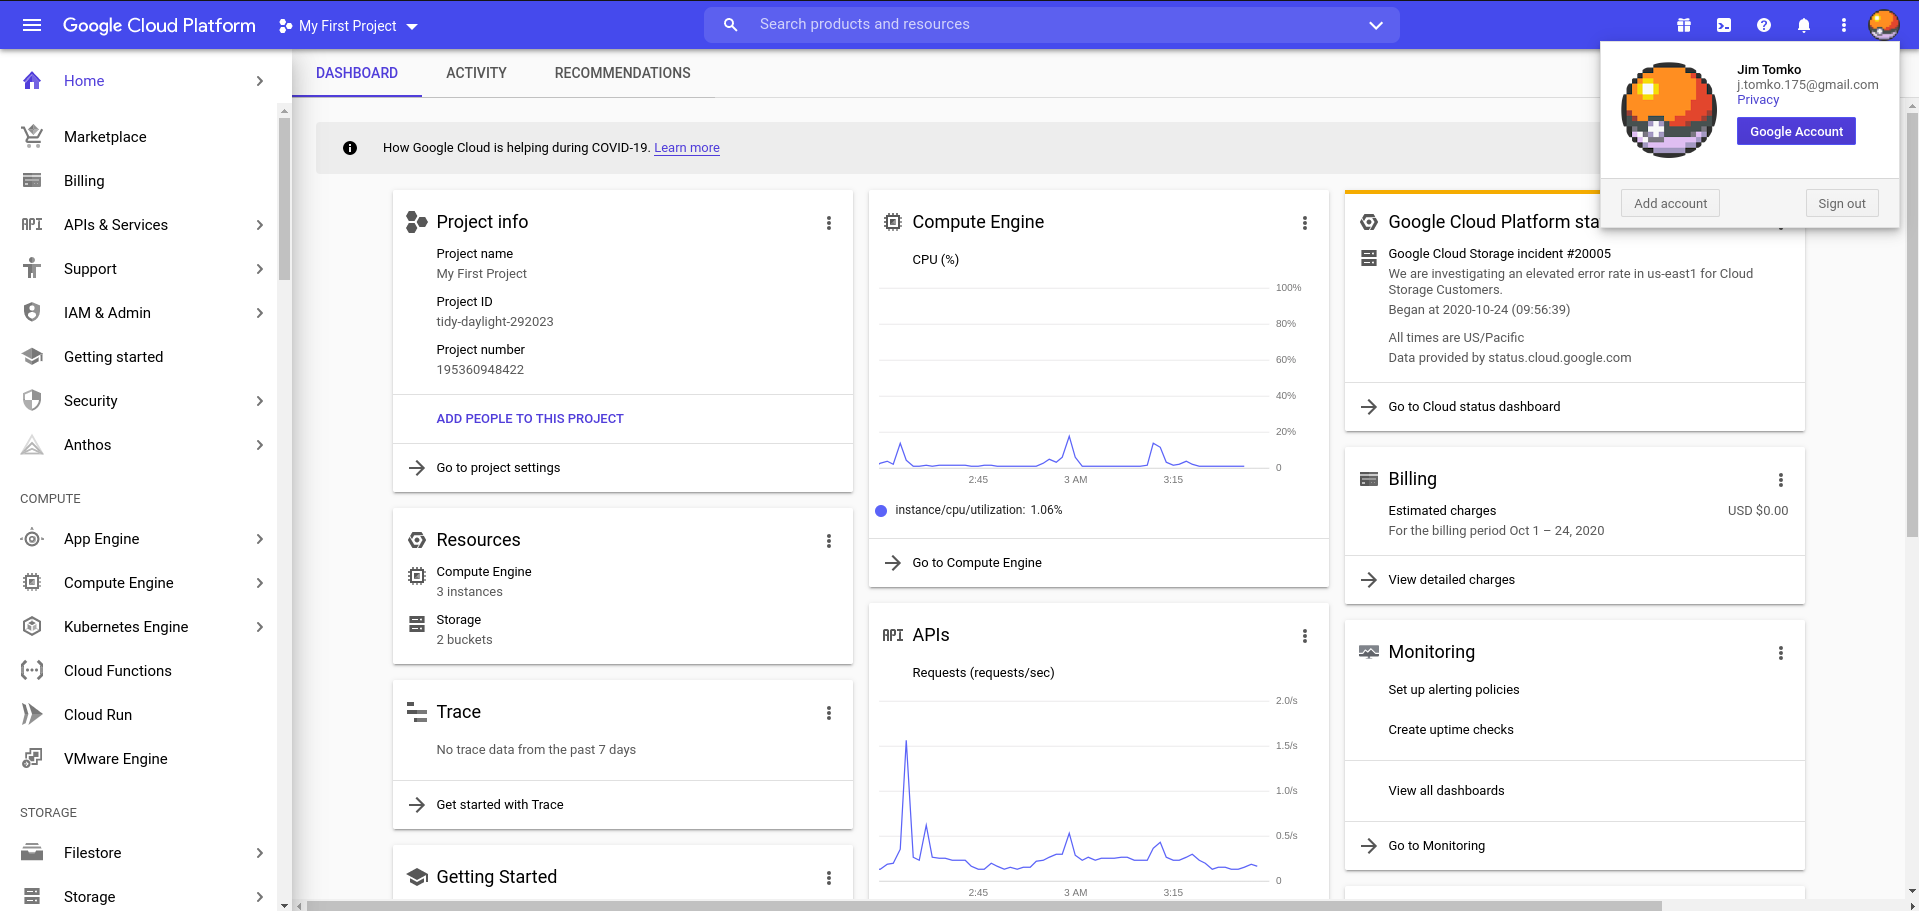 Google Cloud Platform
My First Project
Search products and resources
Home
Marketplace
Billing
API APIs & Services
Support
IAM & Admin
Getting started
Security
Anthos
COMPUTE
App Engine
Compute Engine
Kubernetes Engine
Cloud Functions
Cloud Run
VMware Engine
STORAGE
Filestore
Storage
DASHBOARD
ACTIVITY
RECOMMENDATIONS
How Google Cloud is helping during COVID-19. Learn more
Project info
Project name
My First Project
Project ID
tidy-daylight-292023
Project number
195360948422
ADD PEOPLE TO THIS PROJECT
Go to project settings
Resources
Compute Engine
3 instances
Storage
2 buckets
Trace
No trace data from the past 7 days
Get started with Trace
Getting Started
Compute Engine
CPU (%)
100%
80%
60%
40%
20%
0
2:45 3 AM 3:15
instance/cpu/utilization: 1.06%
Go to Compute Engine
API APIs
Requests (requests/sec)
2.0/s
1.5/s
1.0/s
0.5/s
0
2:45 3 AM 3:15
Jim Tomko
j.tomko.175@gmail.com
Privacy
Google Account
Add account
Sign out
Google Cloud Platform sta
Google Cloud Storage incident #20005
We are investigating an elevated error rate in us-east1 for Cloud
Storage Customers.
Began at 2020-10-24 (09:56:39)
All times are US/Pacific
Data provided by status.cloud.google.com
Go to Cloud status dashboard
Billing
Estimated charges USD $0.00
For the billing period Oct 1 – 24, 2020
View detailed charges
Monitoring
Set up alerting policies
Create uptime checks
View all dashboards
Go to Monitoring